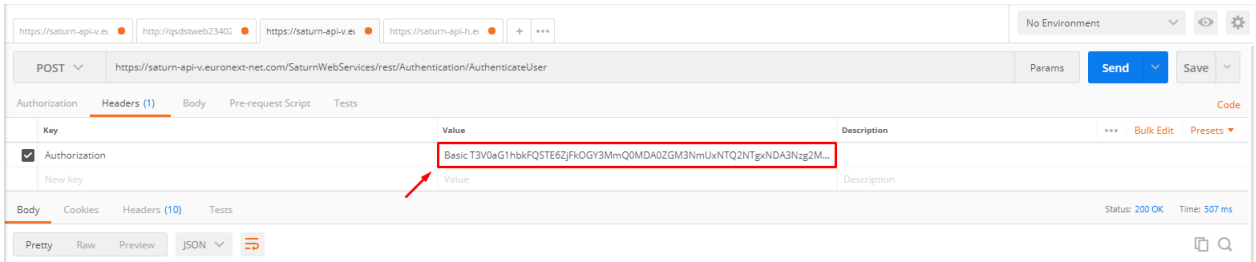 https://saturn-api-v.eu http://qsdstweb23402 https://saturn-api-v.eu https://saturn-api-h.eu + ••• No Environment
POST https://saturn-api-v.euronext-net.com/SaturnWebServices/rest/Authentication/AuthenticateUser Params Send Save
Authorization Headers (1) Body Pre-request Script Tests Code
Key Value Description ••• Bulk Edit Presets
Authorization Basic T3V0aG1hbkFQSTE6ZjFkOGY3MmQ0MDA0ZGM3NmUxNTQ2NTgxNDA3Nzg2M...
New key Value Description
Body Cookies Headers (10) Tests Status: 200 OK Time: 507 ms
Pretty Raw Preview JSON